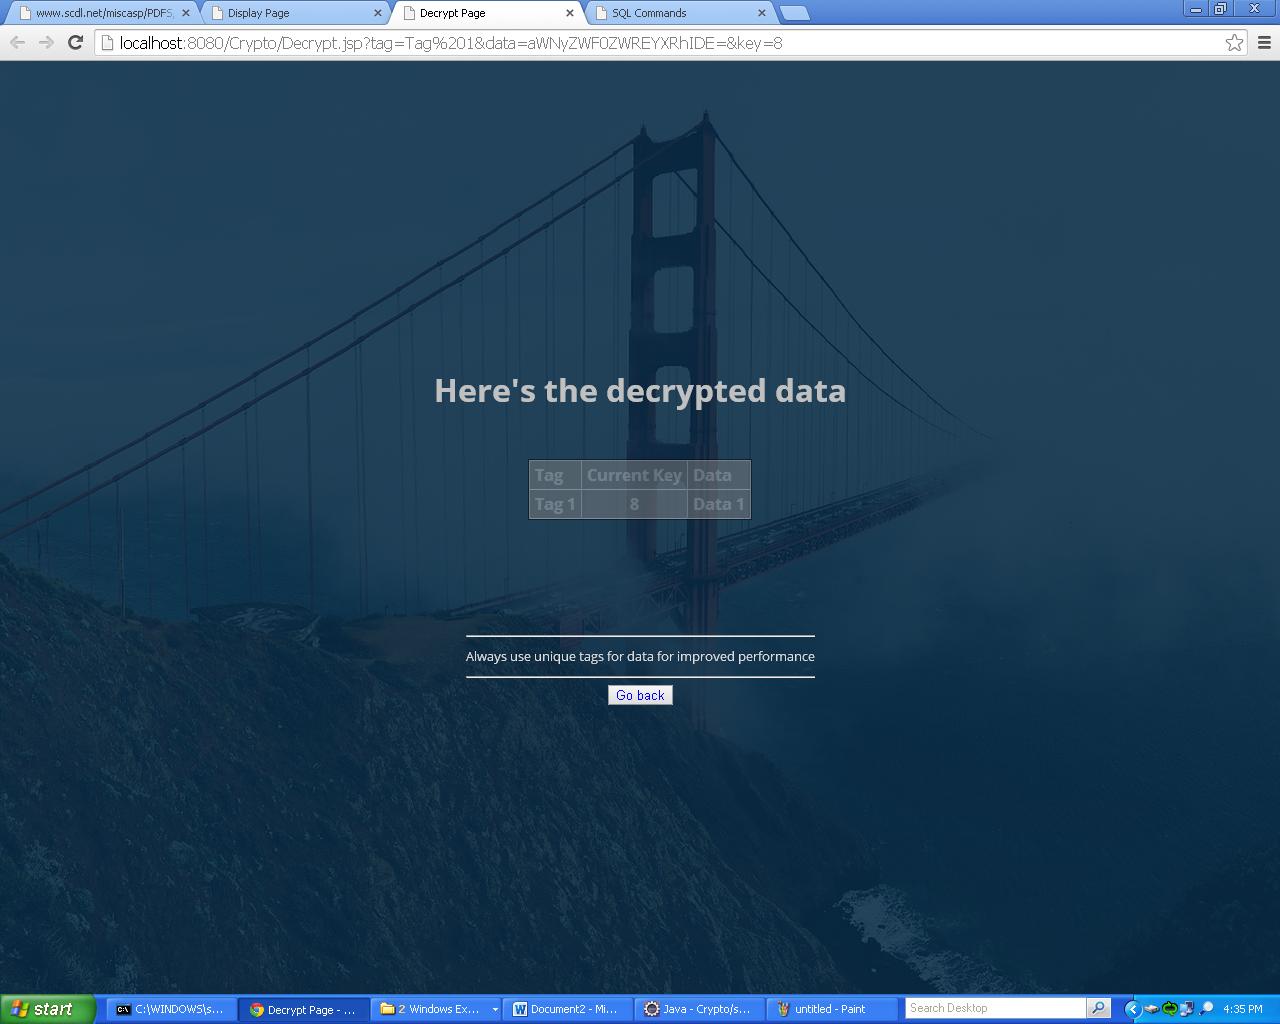 www.scdl.net/miscasp/PDFS
Display Page
Decrypt Page
SQL Commands
localhost:8080/Crypto/Decrypt.jsp?tag=Tag%201&data=aWNyZWF0ZWREYXRhIDE=&key=8
Here's the decrypted data
Tag Current Key Data
Tag 1 8 Data 1
Always use unique tags for data for improved performance
Go back
start
C:\WINDOWS\s...
Decrypt Page - ...
2 Windows Ex...
Document2 - Mi...
Java - Crypto/s...
untitled - Paint
Search Desktop
4:35 PM